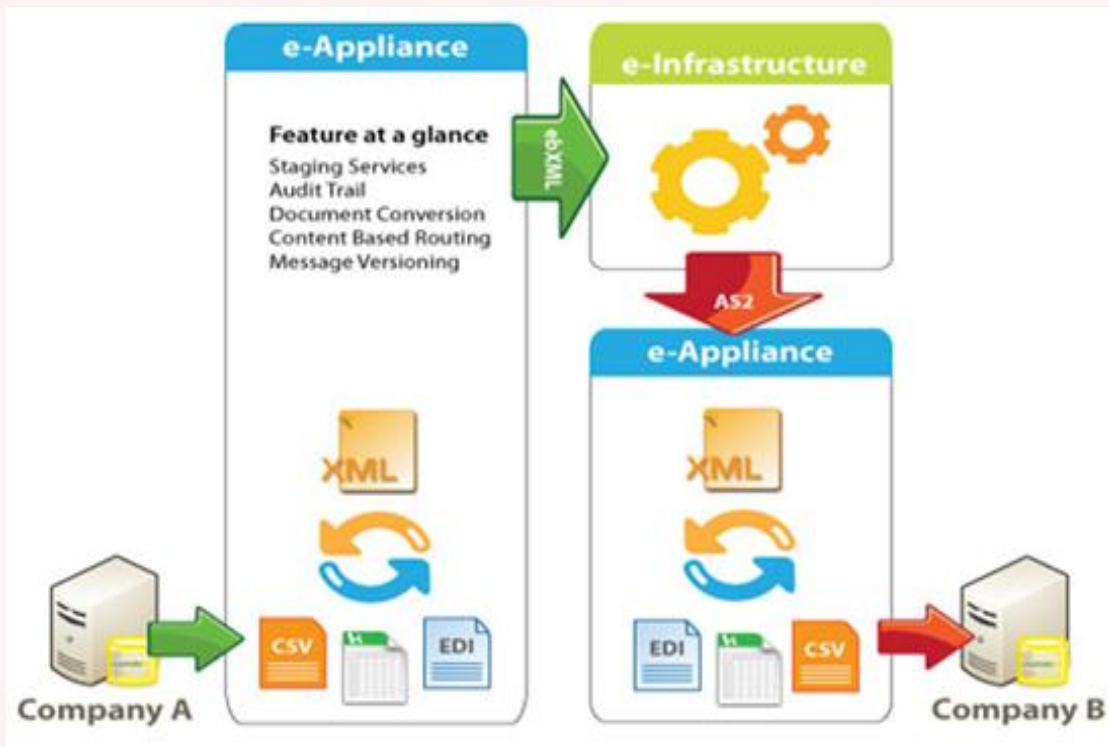 e-Appliance
Feature at a glance
Staging Services
Audit Trail
Document Conversion
Content Based Routing
Message Versioning
ebXML
e-Infrastructure
AS2
e-Appliance
XML
XML
CSV
EDI
EDI
CSV
Company A
Company B